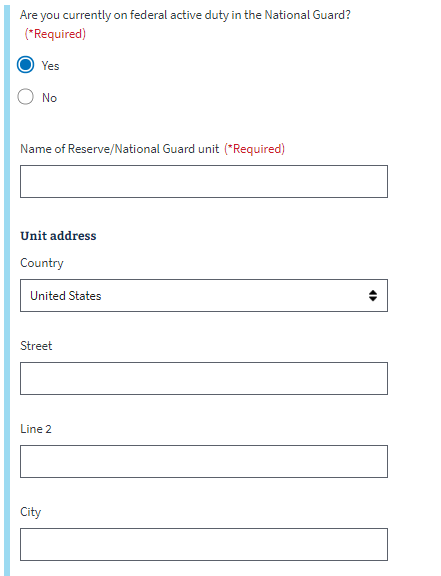 Are you currently on federal active duty in the National Guard?
(*Required)
Yes
No
Name of Reserve/National Guard unit (*Required)
Unit address
Country
United States
Street
Line 2
City